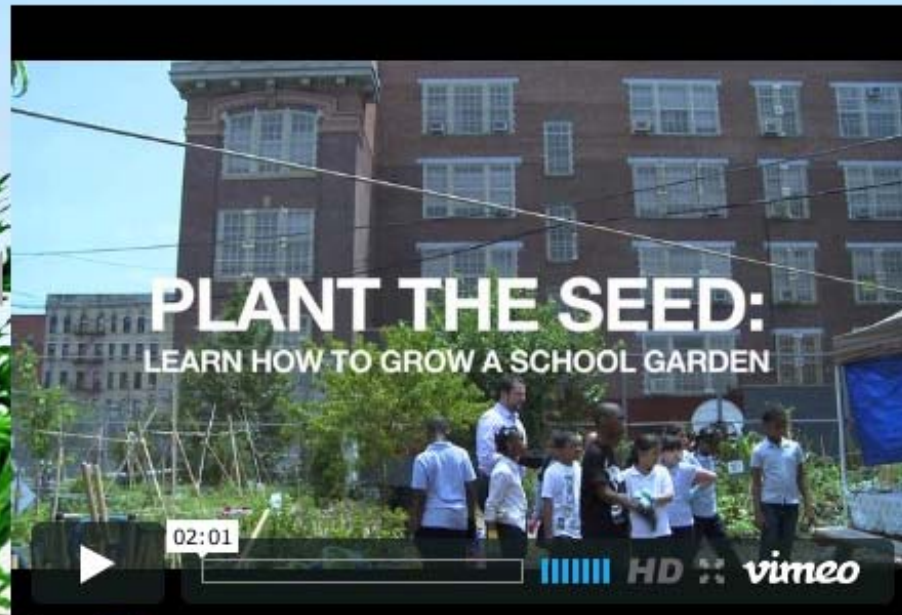 PLANT THE SEED:
LEARN HOW TO GROW A SCHOOL GARDEN
02:01
HD vimeo